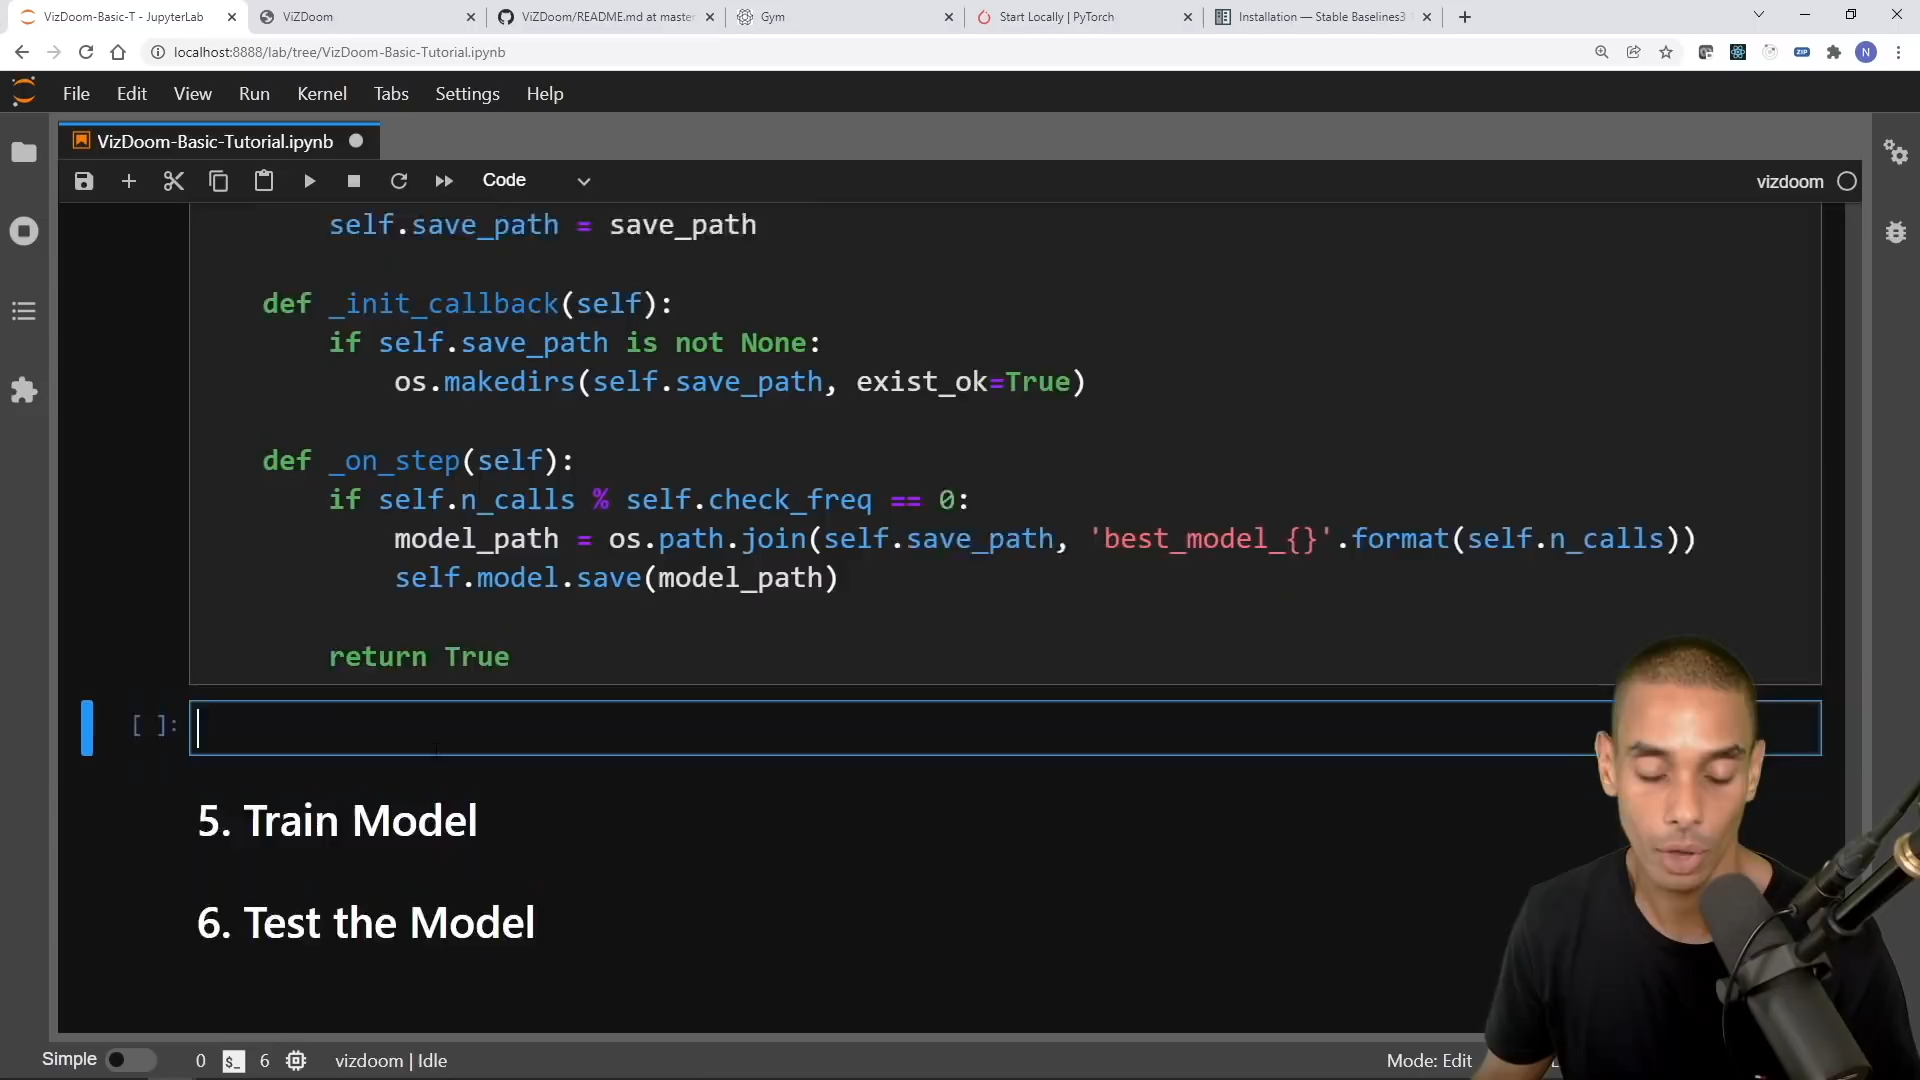 VizDoom-Basic-T - JupyterLab
ViZDoom
ViZDoom/README.md at master
Gym
Start Locally | PyTorch
Installation — Stable Baselines3
localhost:8888/lab/tree/VizDoom-Basic-Tutorial.ipynb
ZIP
N
File Edit View Run Kernel Tabs Settings Help
VizDoom-Basic-Tutorial.ipynb
Code
vizdoom
self.save_path = save_path
def _init_callback(self):
if self.save_path is not None:
os.makedirs(self.save_path, exist_ok=True)
def _on_step(self):
if self.n_calls % self.check_freq == 0:
model_path = os.path.join(self.save_path, 'best_model_{}'.format(self.n_calls))
self.model.save(model_path)
return True
[ ]:
5. Train Model
6. Test the Model
Simple 0 $_ 6 vizdoom | Idle Mode: Edit